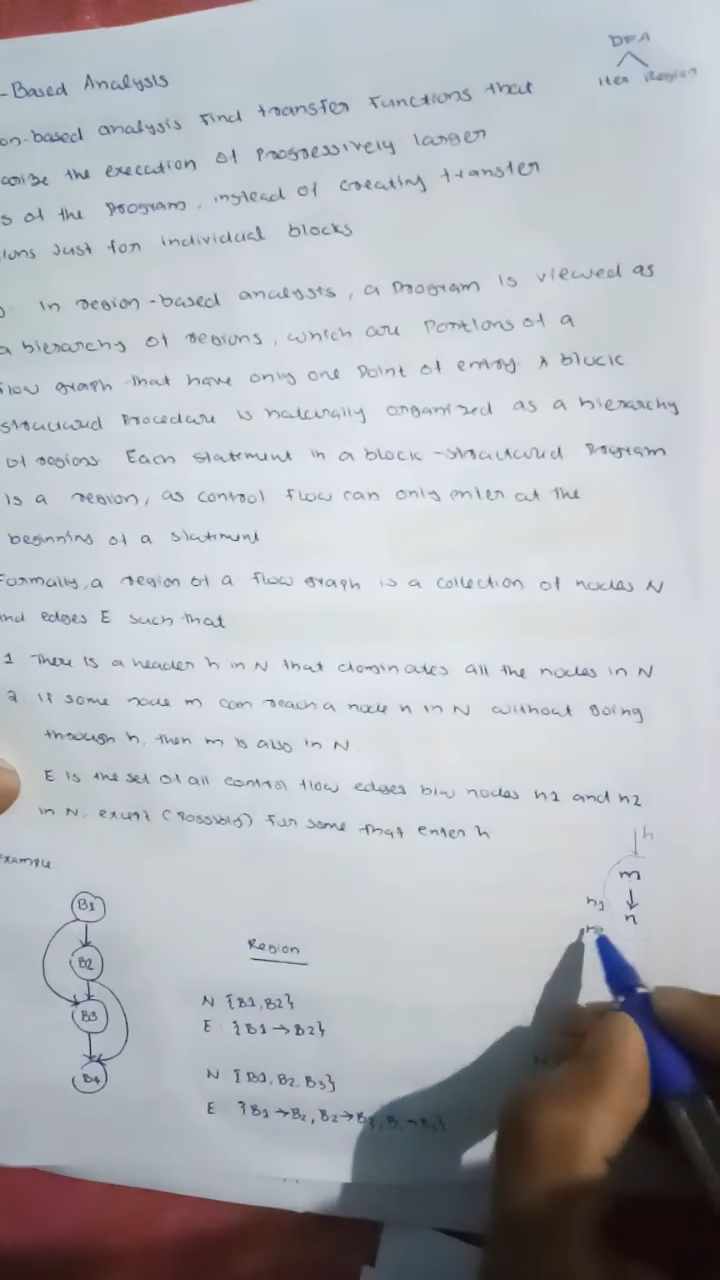 DFA
Iter Region
-Based Analysis
on-based analysis find transfer functions that
the execution of progressively larger
s of the program, instead of creating transfer
ions Just for individual blocks
In region-based analysis, a program is viewed as
a hierarchy of regions, which are portions of a
flow graph that have only one point of entry A block
structured procedure is naturally organized as a hierarchy
of regions Each statement in a block-structured program
is a region, as control flow can only enter at the
beginning of a statement
Formally, a region of a flow graph is a collection of nodes N
nd edges E such that
1 There is a header h in N that dominates all the nodes in N
2. If some node m can reach a node n in N without going
through h, then m is also in N
E is the set of all control flow edges b/w nodes n1 and n2
in N, except (possibly) for some that enter h
h
m
n1
n
Example
B1
B2
B3
B4
Region
N {B1, B2}
E {B1→B2}
N {B1, B2 B3}
E {B1→B2, B2→B3, B1→B3}